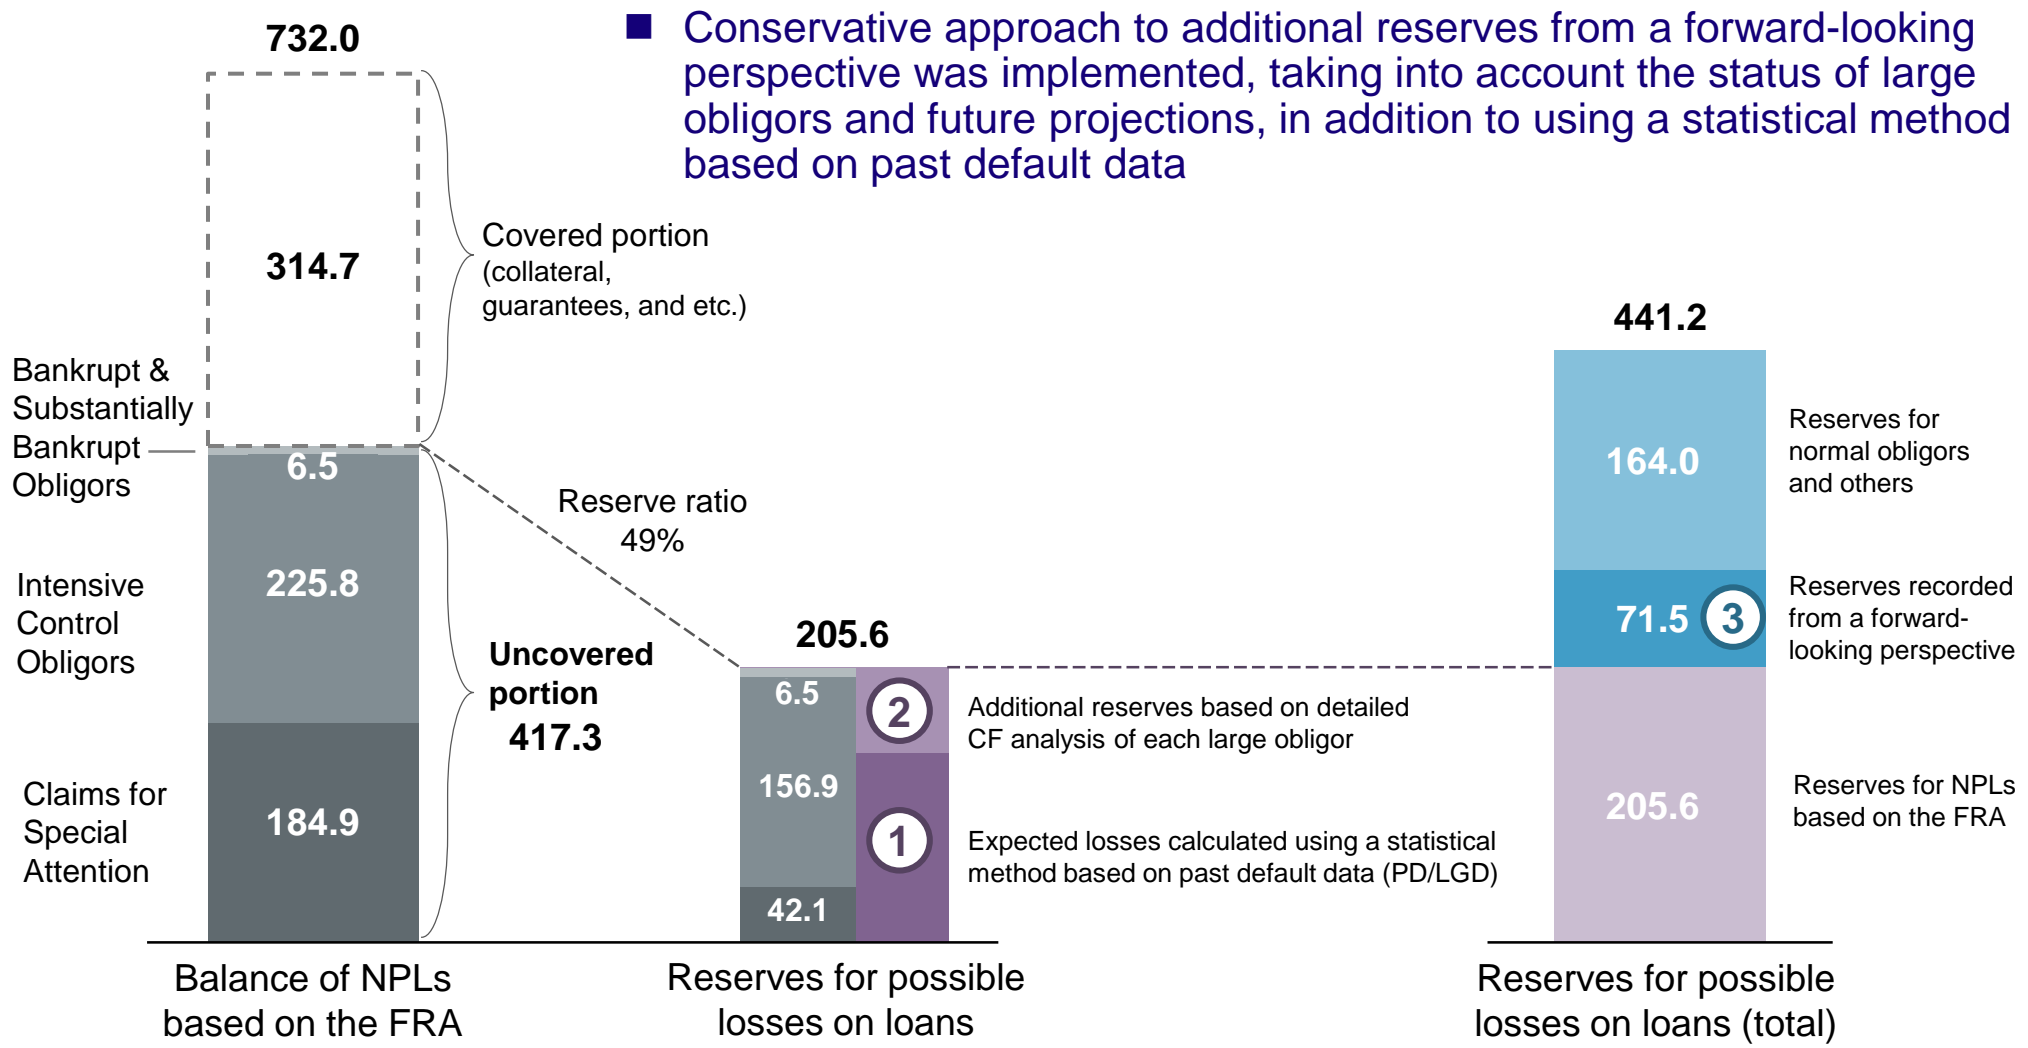 ■ Conservative approach to additional reserves from a forward-looking
perspective was implemented, taking into account the status of large
obligors and future projections, in addition to using a statistical method
based on past default data
732.0
314.7
Covered portion
(collateral,
guarantees, and etc.)
Bankrupt &
Substantially
Bankrupt
Obligors
6.5
Intensive
Control
Obligors
225.8
Claims for
Special
Attention
184.9
Uncovered
portion
417.3
Balance of NPLs
based on the FRA
Reserve ratio
49%
205.6
6.5
156.9
42.1
2
Additional reserves based on detailed
CF analysis of each large obligor
1
Expected losses calculated using a statistical
method based on past default data (PD/LGD)
Reserves for possible
losses on loans
441.2
164.0
Reserves for
normal obligors
and others
71.5 3
Reserves recorded
from a forward-
looking perspective
205.6
Reserves for NPLs
based on the FRA
Reserves for possible
losses on loans (total)